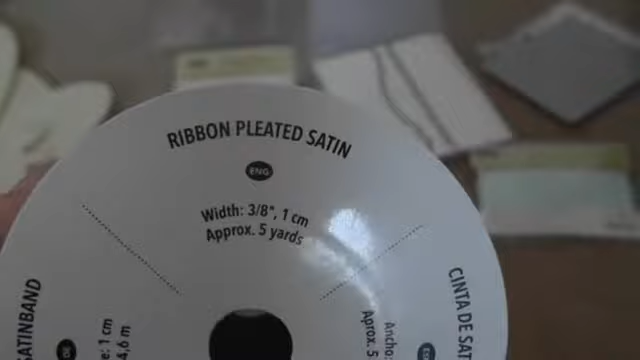 RIBBON PLEATED SATIN
ENG
Width: 3/8", 1 cm
Approx. 5 yards
SATINBAND
DE
e: 1 cm
4,6 m
CINTA DE SAT
Ancho:
Aprox. 5